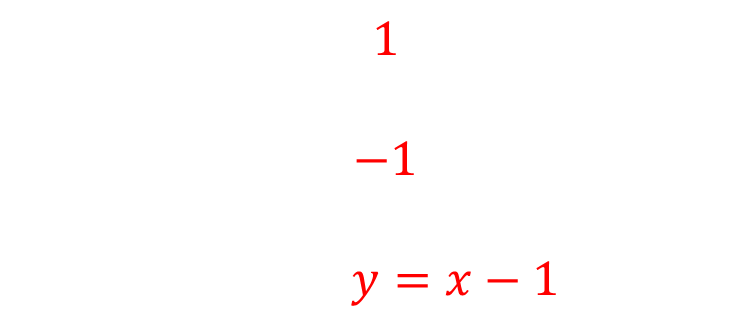 1
−1
y = x − 1